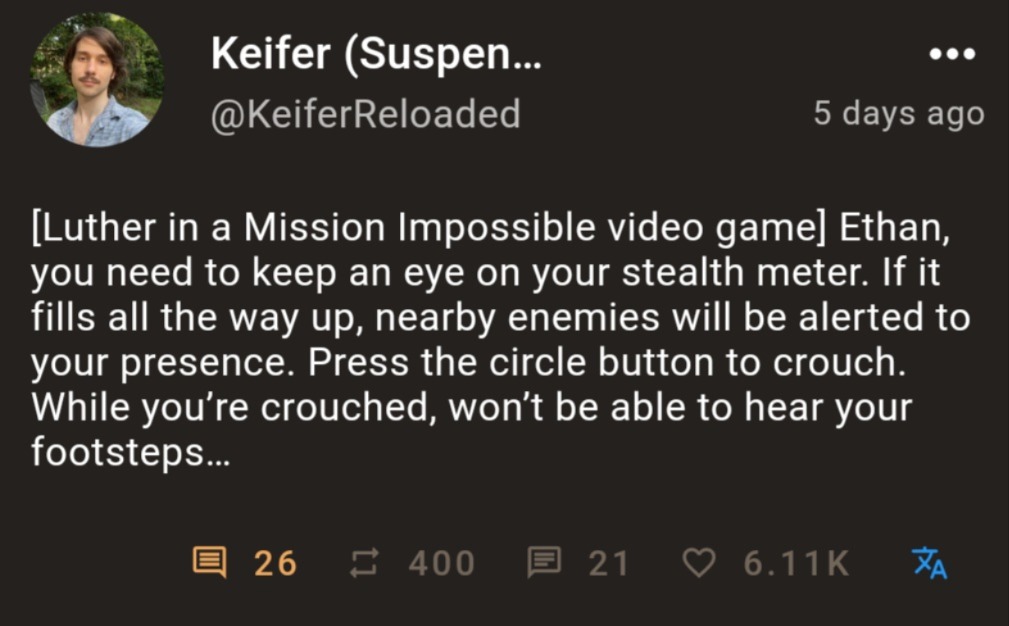 Keifer (Suspen...
@KeiferReloaded
5 days ago
[Luther in a Mission Impossible video game] Ethan,
you need to keep an eye on your stealth meter. If it
fills all the way up, nearby enemies will be alerted to
your presence. Press the circle button to crouch.
While you’re crouched, won’t be able to hear your
footsteps…
26 400 21 6.11K